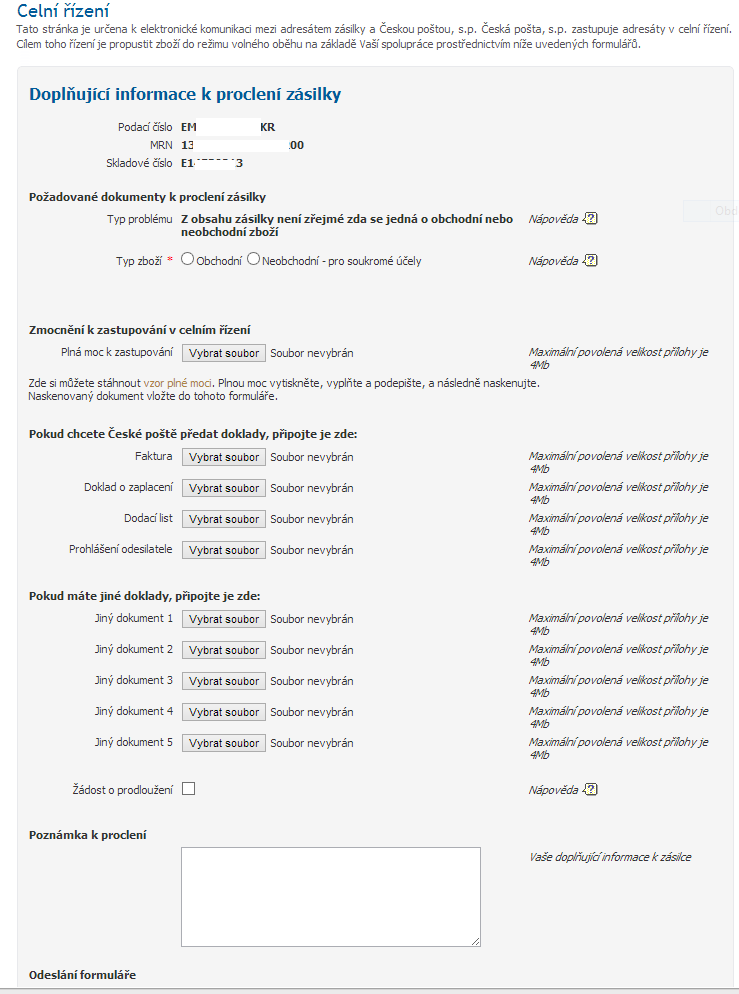 Celní řízení
Tato stránka je určena k elektronické komunikaci mezi adresátem zásilky a Českou poštou, s.p. Česká pošta, s.p. zastupuje adresáty v celní řízení.
Cílem toho řízení je propustit zboží do režimu volného oběhu na základě Vaší spolupráce prostřednictvím níže uvedených formulářů.
Doplňující informace k proclení zásilky
Podací číslo EM KR
MRN 13 00
Skladové číslo E1 3
Požadované dokumenty k proclení zásilky
Typ problému Z obsahu zásilky není zřejmé zda se jedná o obchodní nebo Nápověda
neobchodní zboží
Typ zboží * Obchodní Neobchodní - pro soukromé účely Nápověda
Zmocnění k zastupování v celním řízení
Plná moc k zastupování Vybrat soubor Soubor nevybrán Maximální povolená velikost přílohy je
4Mb
Zde si můžete stáhnout vzor plné moci. Plnou moc vytiskněte, vyplňte a podepište, a následně naskenujte.
Naskenovaný dokument vložte do tohoto formuláře.
Pokud chcete České poště předat doklady, připojte je zde:
Faktura Vybrat soubor Soubor nevybrán Maximální povolená velikost přílohy je
4Mb
Doklad o zaplacení Vybrat soubor Soubor nevybrán Maximální povolená velikost přílohy je
4Mb
Dodací list Vybrat soubor Soubor nevybrán Maximální povolená velikost přílohy je
4Mb
Prohlášení odesilatele Vybrat soubor Soubor nevybrán Maximální povolená velikost přílohy je
4Mb
Pokud máte jiné doklady, připojte je zde:
Jiný dokument 1 Vybrat soubor Soubor nevybrán Maximální povolená velikost přílohy je
4Mb
Jiný dokument 2 Vybrat soubor Soubor nevybrán Maximální povolená velikost přílohy je
4Mb
Jiný dokument 3 Vybrat soubor Soubor nevybrán Maximální povolená velikost přílohy je
4Mb
Jiný dokument 4 Vybrat soubor Soubor nevybrán Maximální povolená velikost přílohy je
4Mb
Jiný dokument 5 Vybrat soubor Soubor nevybrán Maximální povolená velikost přílohy je
4Mb
Žádost o prodloužení Nápověda
Poznámka k proclení
Vaše doplňující informace k zásilce
Odeslání formuláře